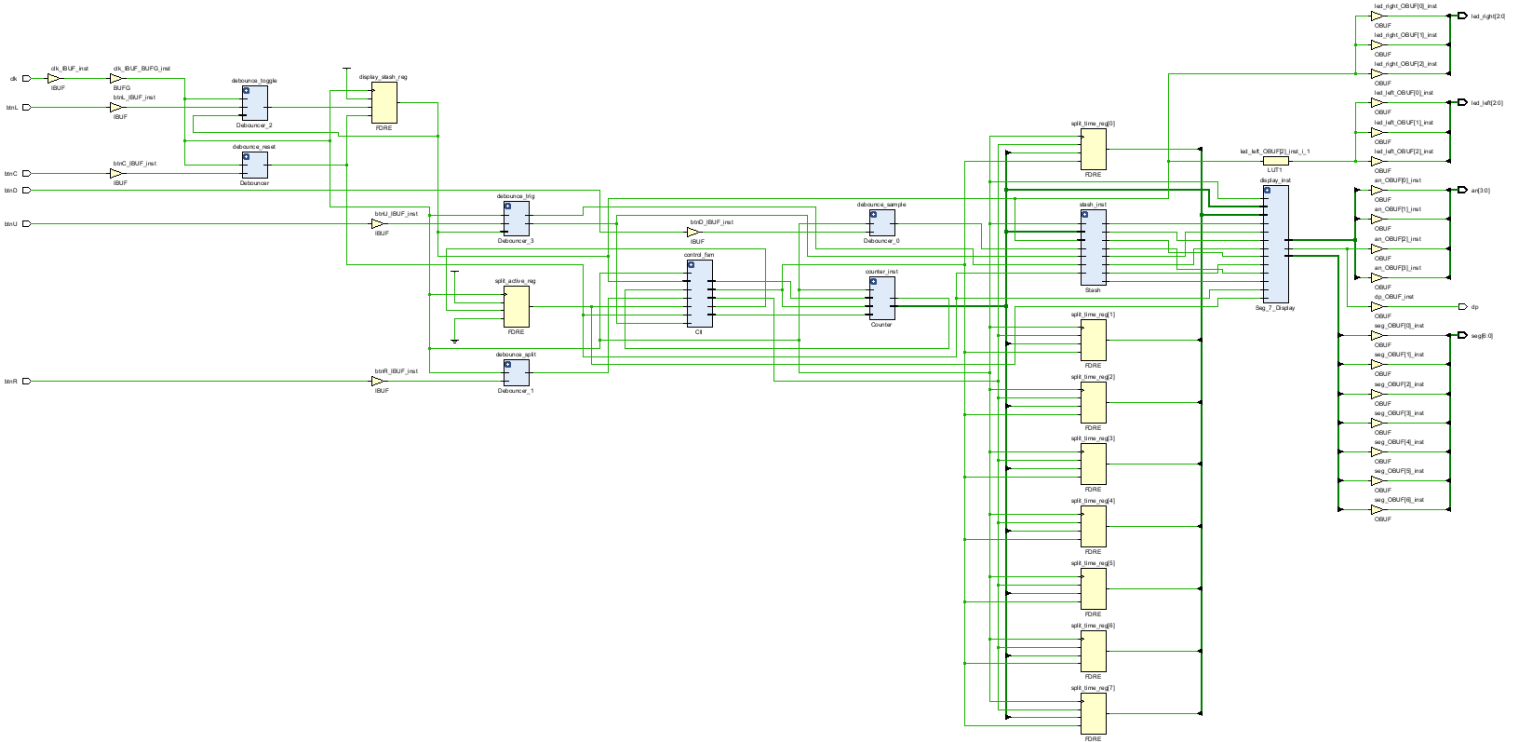 clk
clk_IBUF_inst
IBUF
clk_IBUF_BUFG_inst
BUFG
btnL
btnL_IBUF_inst
IBUF
debounce_toggle
Debouncer_2
display_stash_reg
FDRE
btnC
btnC_IBUF_inst
IBUF
debounce_reset
Debouncer
btnD
btnU
btnU_IBUF_inst
IBUF
debounce_trig
Debouncer_3
btnD_IBUF_inst
IBUF
debounce_sample
Debouncer_0
split_active_reg
FDRE
control_fsm
counter_inst
Counter
btnR
btnR_IBUF_inst
IBUF
debounce_split
Debouncer_1
split_time_reg[0]
FDRE
stash_inst
Stash
split_time_reg[1]
FDRE
split_time_reg[2]
FDRE
split_time_reg[3]
FDRE
split_time_reg[4]
FDRE
split_time_reg[5]
FDRE
split_time_reg[6]
FDRE
split_time_reg[7]
FDRE
led_left_OBUF[2]_inst_i_1
LUT1
display_inst
Seg_7_Display
led_right_OBUF[0]_inst
OBUF
led_right[2:0]
led_right_OBUF[1]_inst
OBUF
led_right_OBUF[2]_inst
OBUF
led_left_OBUF[0]_inst
OBUF
led_left[2:0]
led_left_OBUF[1]_inst
OBUF
led_left_OBUF[2]_inst
OBUF
an_OBUF[0]_inst
OBUF
an[3:0]
an_OBUF[1]_inst
OBUF
an_OBUF[2]_inst
OBUF
an_OBUF[3]_inst
OBUF
dp_OBUF_inst
OBUF
dp
seg_OBUF[0]_inst
OBUF
seg[6:0]
seg_OBUF[1]_inst
OBUF
seg_OBUF[2]_inst
OBUF
seg_OBUF[3]_inst
OBUF
seg_OBUF[4]_inst
OBUF
seg_OBUF[5]_inst
OBUF
seg_OBUF[6]_inst
OBUF